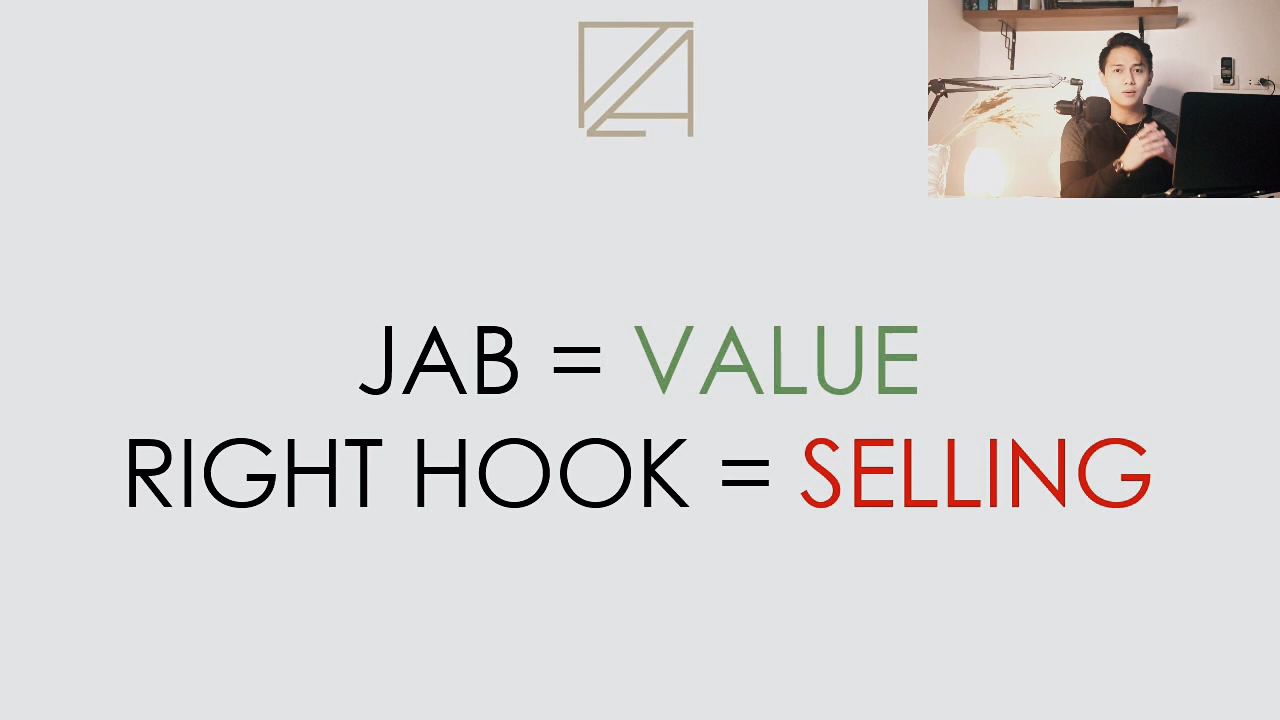 JAB = VALUE
RIGHT HOOK = SELLING